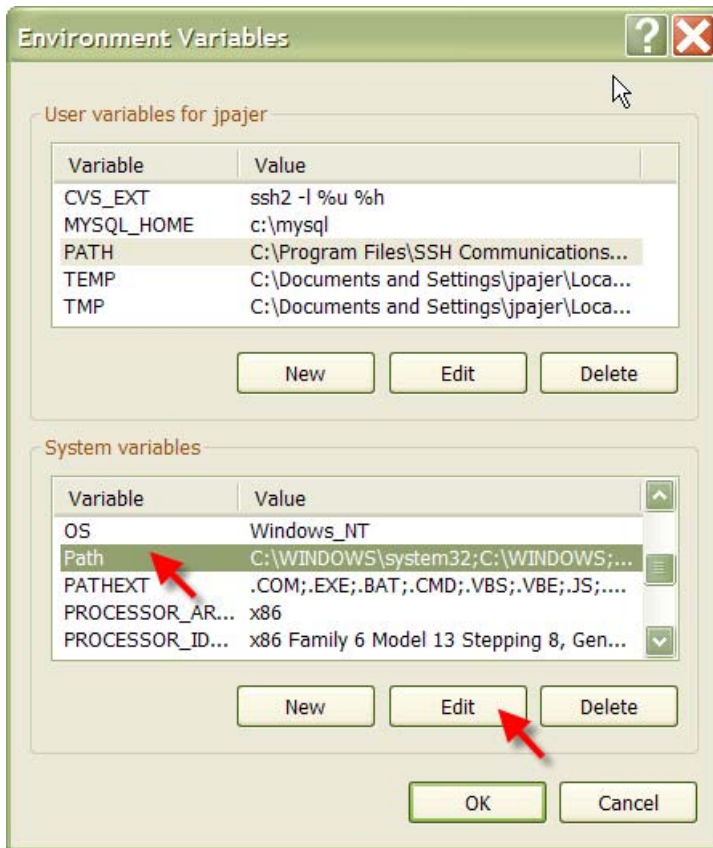 Environment Variables
User variables for jpajer
Variable Value
CVS_EXT ssh2 -l %u %h
MYSQL_HOME c:\mysql
PATH C:\Program Files\SSH Communications...
TEMP C:\Documents and Settings\jpajer\Loca...
TMP C:\Documents and Settings\jpajer\Loca...
New Edit Delete
System variables
Variable Value
OS Windows_NT
Path C:\WINDOWS\system32;C:\WINDOWS;...
PATHEXT .COM;.EXE;.BAT;.CMD;.VBS;.VBE;.JS;....
PROCESSOR_AR... x86
PROCESSOR_ID... x86 Family 6 Model 13 Stepping 8, Gen...
New Edit Delete
OK Cancel